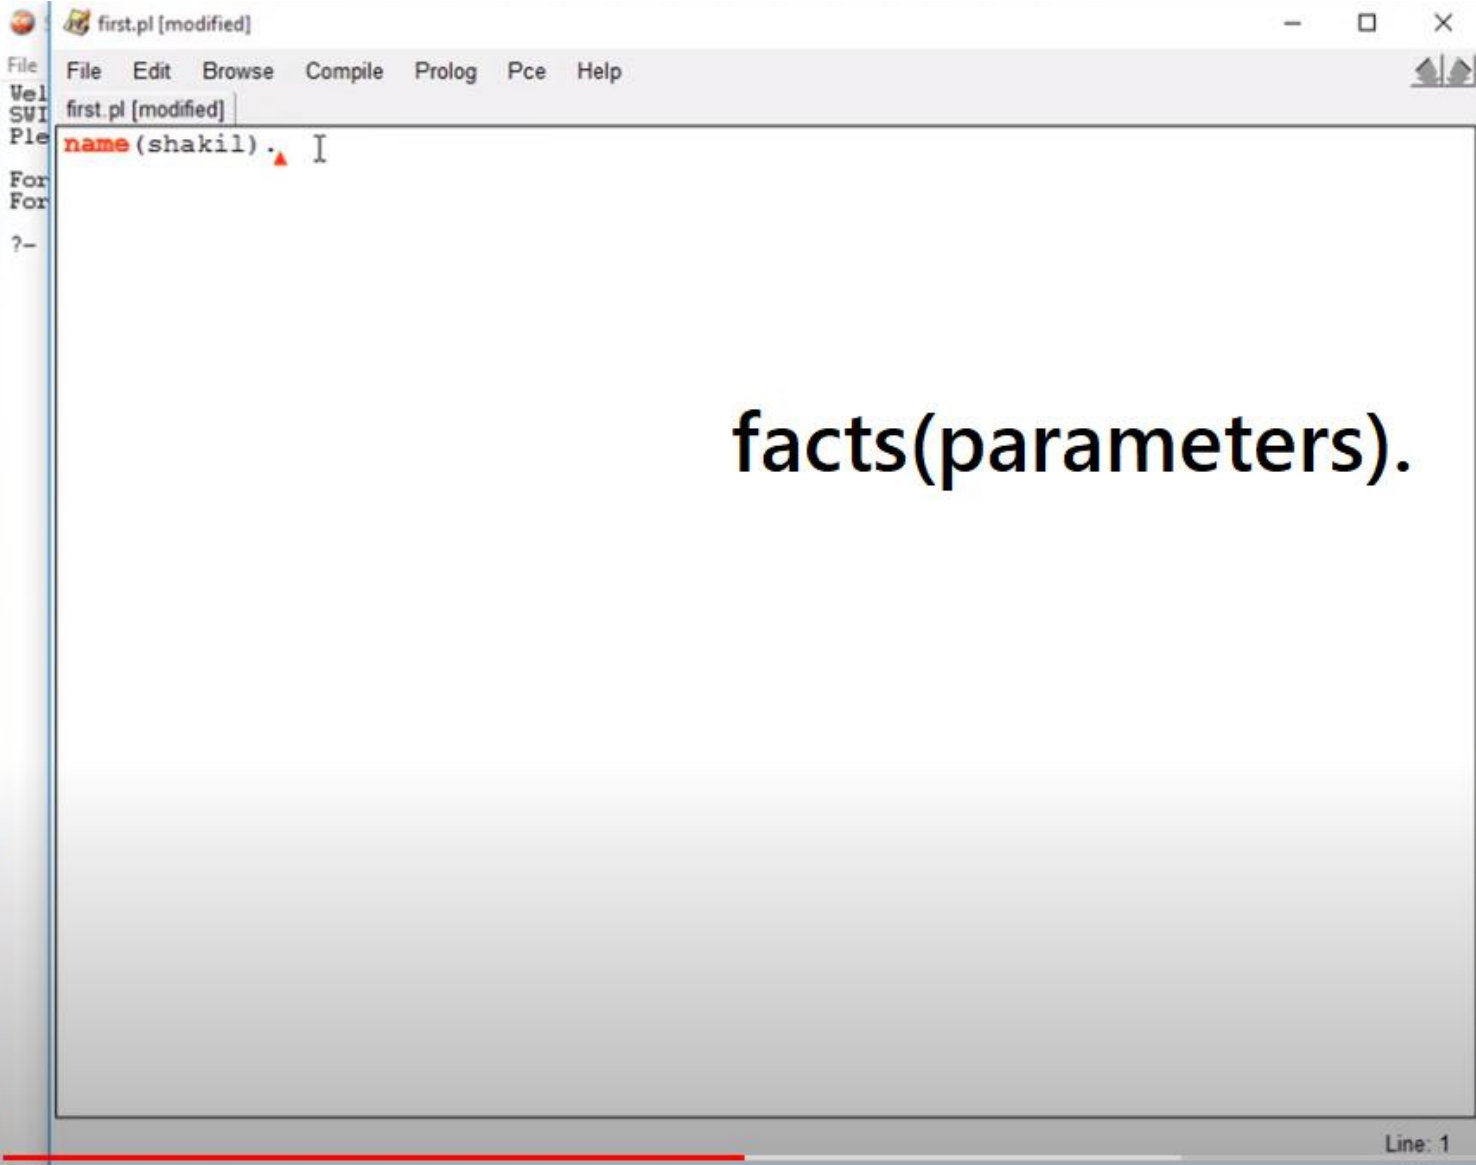 first.pl [modified]
File
File Edit Browse Compile Prolog Pce Help
Wel
first.pl [modified]
SWI
Ple
name(shakil).
For
For
?-
facts(parameters).
Line: 1